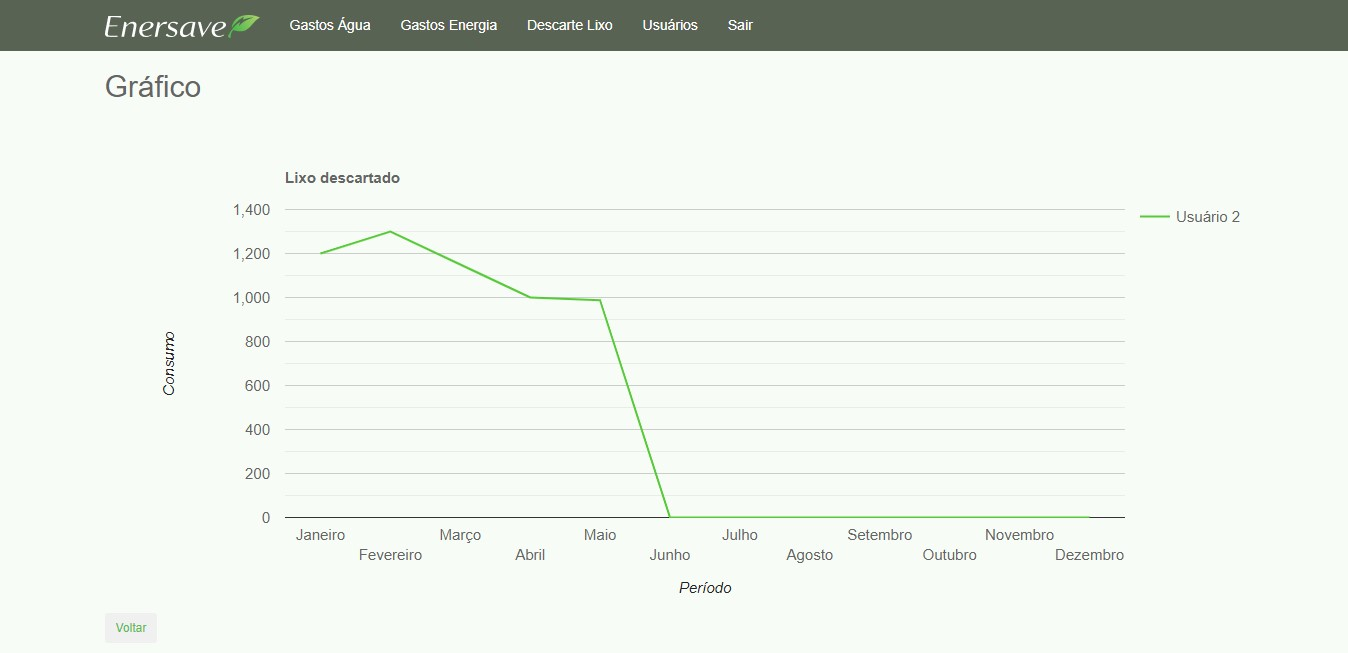 Enersave Gastos Água Gastos Energia Descarte Lixo Usuários Sair
Gráfico
Lixo descartado
1,400
Usuário 2
1,200
1,000
800
Consumo
600
400
200
0
Janeiro Março Maio Julho Setembro Novembro
Fevereiro Abril Junho Agosto Outubro Dezembro
Período
Voltar